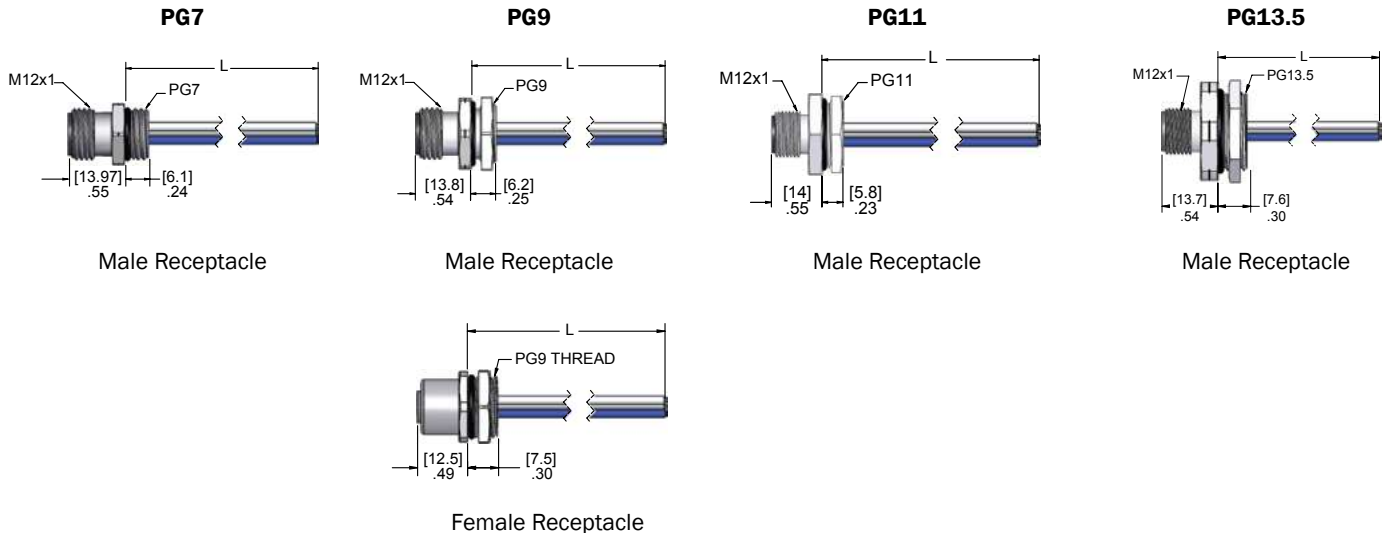 PG7
PG9
PG11
PG13.5
L
M12x1
PG7
[13.97]
.55
[6.1]
.24
L
M12x1
PG9
[13.8]
.54
[6.2]
.25
L
M12x1
PG11
[14]
.55
[5.8]
.23
L
M12x1
PG13.5
[13.7]
.54
[7.6]
.30
Male Receptacle
Male Receptacle
Male Receptacle
Male Receptacle
L
PG9 THREAD
[12.5]
.49
[7.5]
.30
Female Receptacle